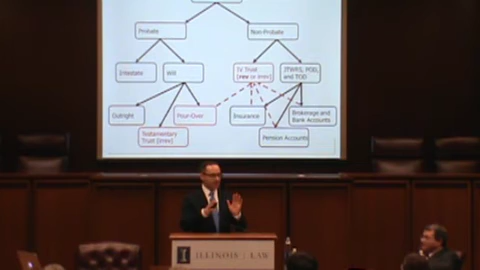 Probate
Non-Probate
Intestate
Will
IV Trust
[rev or irrev]
JTWRS, POD,
and TOD
Outright
Pour-Over
Insurance
Brokerage and
Bank Accounts
Testamentary
Trust [irrev]
Pension Accounts
I ILLINOIS | LAW